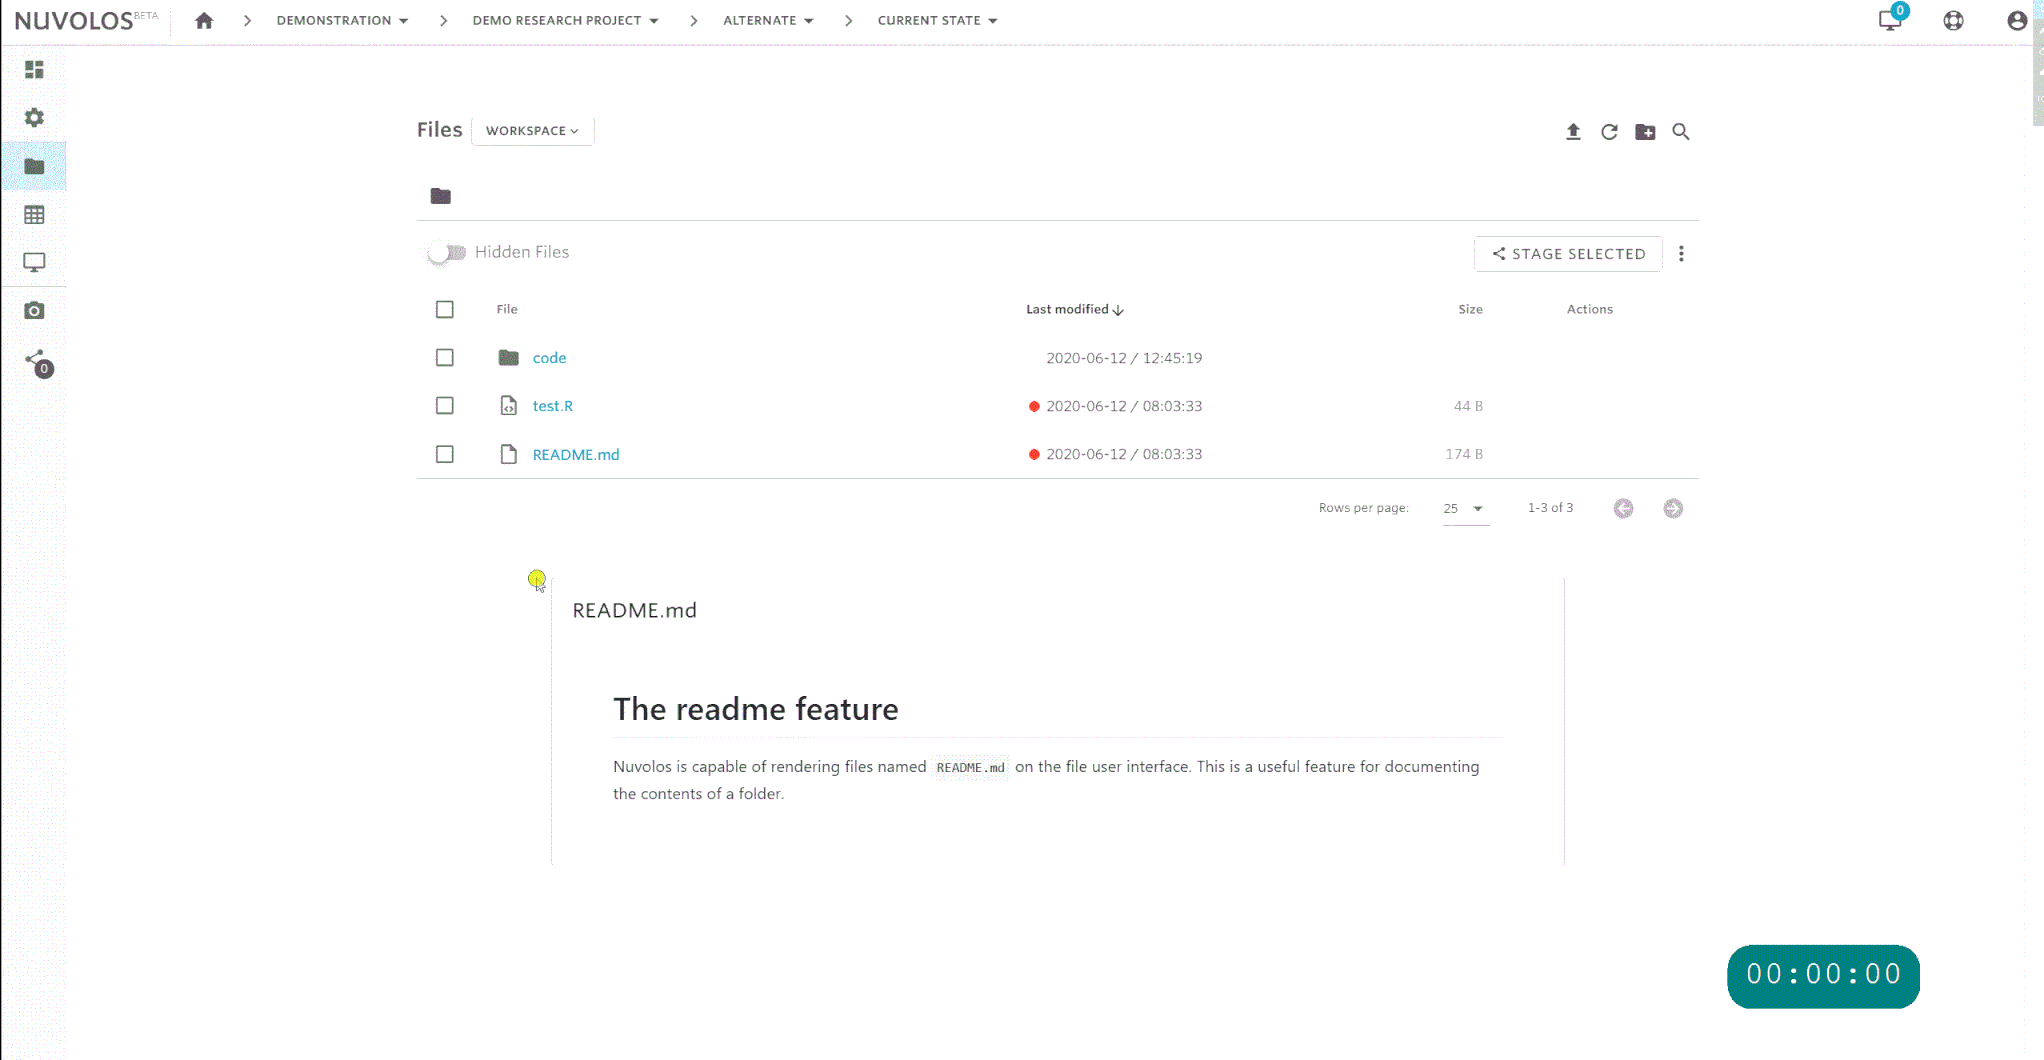 NUVOLOS BETA DEMONSTRATION DEMO RESEARCH PROJECT ALTERNATE CURRENT STATE 0
Files WORKSPACE
Hidden Files STAGE SELECTED
File Last modified Size Actions
code 2020-06-12 / 12:45:19
0
test.R 2020-06-12 / 08:03:33 44 B
README.md 2020-06-12 / 08:03:33 174 B
Rows per page: 25 1-3 of 3
README.md
The readme feature
Nuvolos is capable of rendering files named README.md on the file user interface. This is a useful feature for documenting
the contents of a folder.
00:00:00